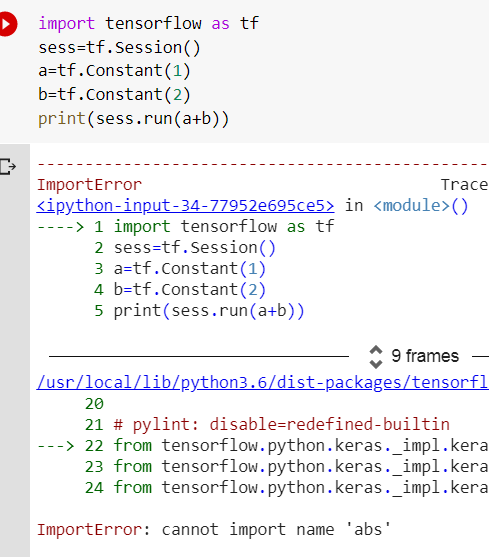 import tensorflow as tf
sess=tf.Session()
a=tf.Constant(1)
b=tf.Constant(2)
print(sess.run(a+b))
---------------------------------------------------
ImportError Trace
<ipython-input-34-77952e695ce5> in <module>()
----> 1 import tensorflow as tf
2 sess=tf.Session()
3 a=tf.Constant(1)
4 b=tf.Constant(2)
5 print(sess.run(a+b))
9 frames
/usr/local/lib/python3.6/dist-packages/tensorfl
20
21 # pylint: disable=redefined-builtin
---> 22 from tensorflow.python.keras._impl.kera
23 from tensorflow.python.keras._impl.kera
24 from tensorflow.python.keras._impl.kera
ImportError: cannot import name 'abs'